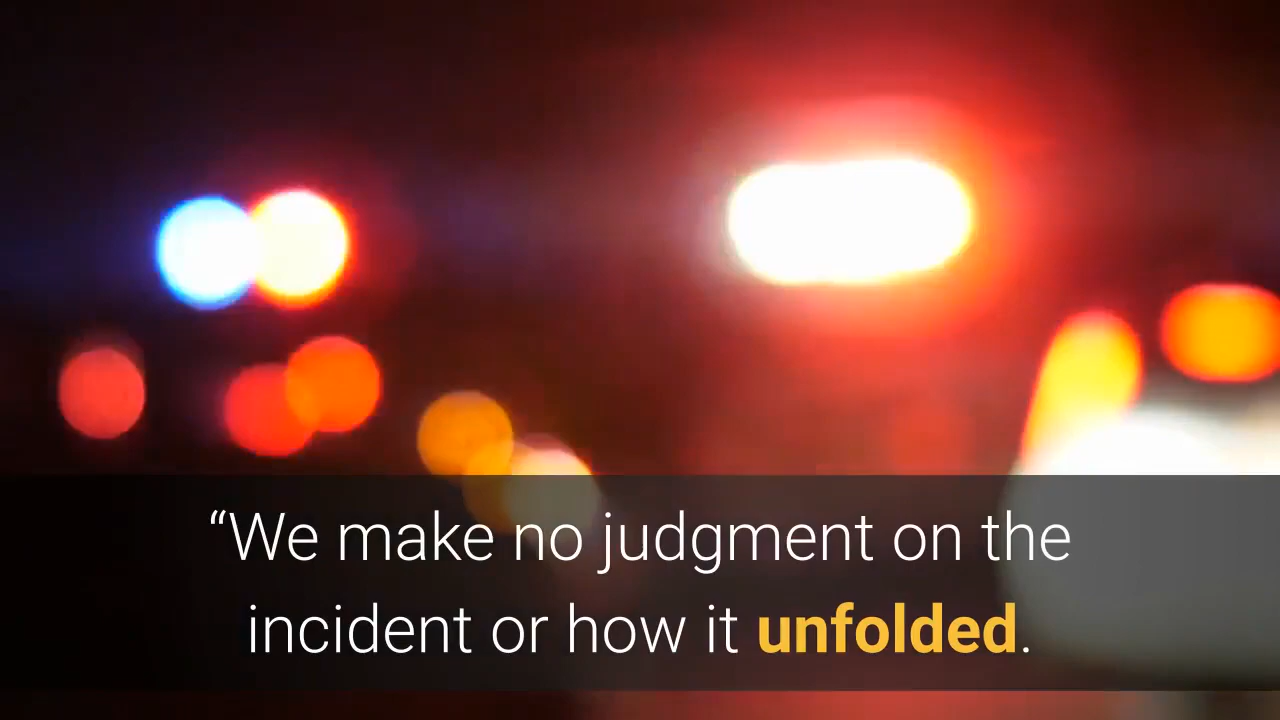 “We make no judgment on the
incident or how it unfolded.